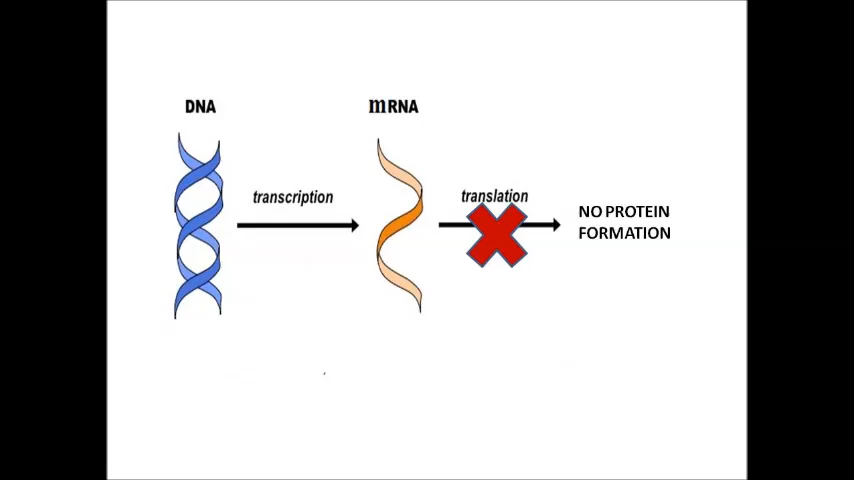 DNA
mRNA
transcription
translation
NO PROTEIN
FORMATION